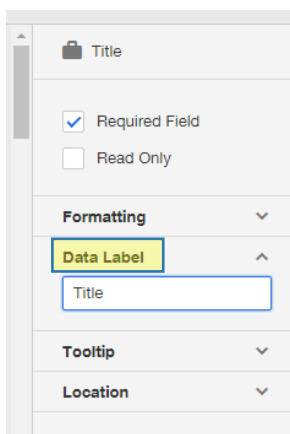 Title
Required Field
Read Only
Formatting
Data Label
Title
Tooltip
Location